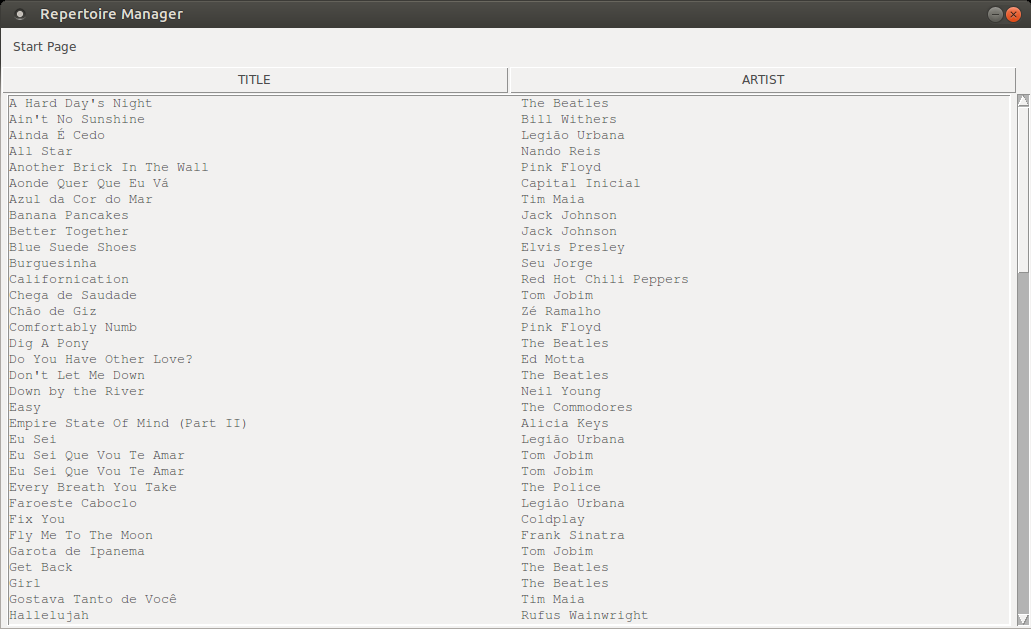 Repertoire Manager
Start Page
TITLE ARTIST
A Hard Day's Night The Beatles
Ain't No Sunshine Bill Withers
Ainda É Cedo Legião Urbana
All Star Nando Reis
Another Brick In The Wall Pink Floyd
Aonde Quer Que Eu Vá Capital Inicial
Azul da Cor do Mar Tim Maia
Banana Pancakes Jack Johnson
Better Together Jack Johnson
Blue Suede Shoes Elvis Presley
Burguesinha Seu Jorge
Californication Red Hot Chili Peppers
Chega de Saudade Tom Jobim
Chão de Giz Zé Ramalho
Comfortably Numb Pink Floyd
Dig A Pony The Beatles
Do You Have Other Love? Ed Motta
Don't Let Me Down The Beatles
Down by the River Neil Young
Easy The Commodores
Empire State Of Mind (Part II) Alicia Keys
Eu Sei Legião Urbana
Eu Sei Que Vou Te Amar Tom Jobim
Eu Sei Que Vou Te Amar Tom Jobim
Every Breath You Take The Police
Faroeste Caboclo Legião Urbana
Fix You Coldplay
Fly Me To The Moon Frank Sinatra
Garota de Ipanema Tom Jobim
Get Back The Beatles
Girl The Beatles
Gostava Tanto de Você Tim Maia
Hallelujah Rufus Wainwright